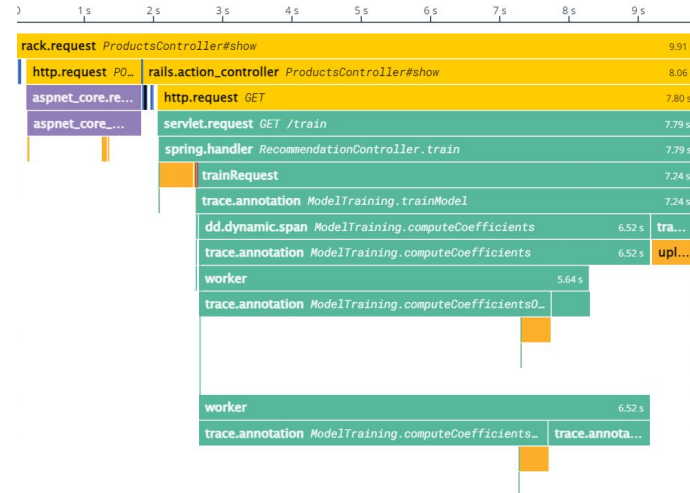 0 1 s 2 s 3 s 4 s 5 s 6 s 7 s 8 s 9 s
rack.request ProductsController#show 9.91
http.request PO… rails.action_controller ProductsController#show 8.06
aspnet_core.re… http.request GET 7.80 s
aspnet_core_… servlet.request GET /train 7.79 s
spring.handler RecommendationController.train 7.79 s
trainRequest 7.24 s
trace.annotation ModelTraining.trainModel 7.24 s
dd.dynamic.span ModelTraining.computeCoefficients 6.52 s tra…
trace.annotation ModelTraining.computeCoefficients 6.52 s upl…
worker 5.64 s
trace.annotation ModelTraining.computeCoefficientsO…
worker 6.52 s
trace.annotation ModelTraining.computeCoefficients… trace.annota…